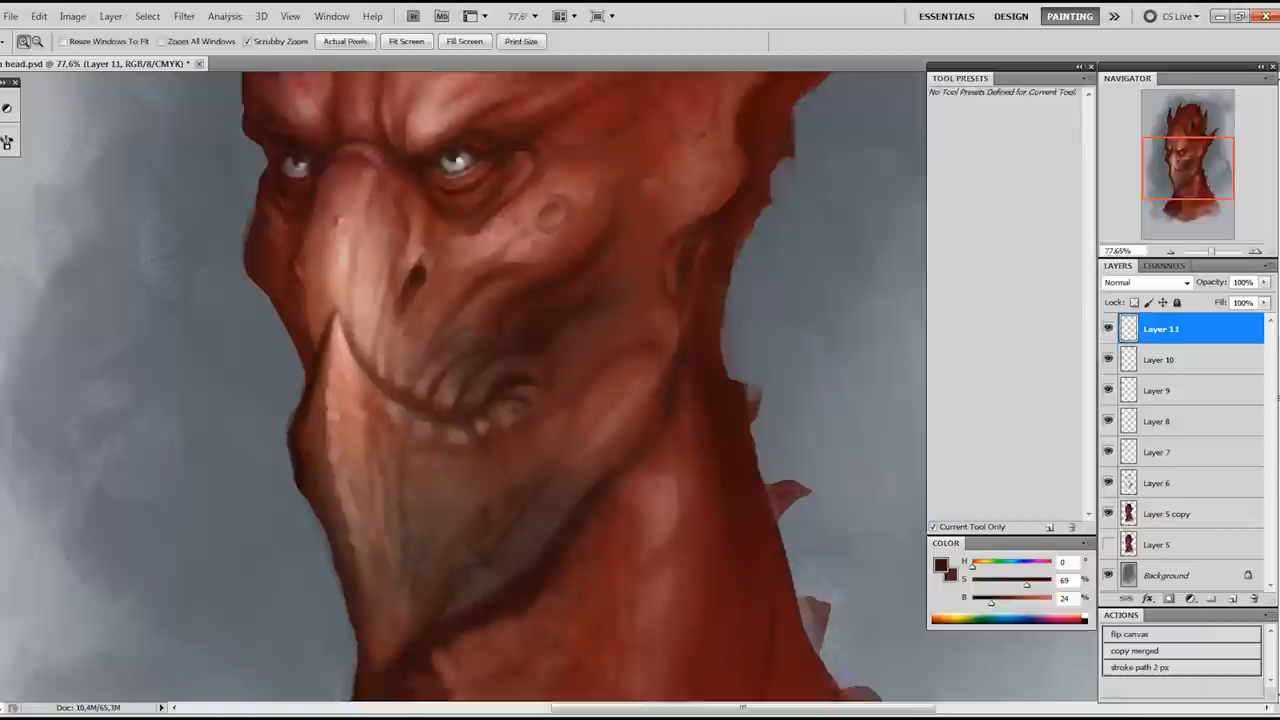 File Edit Image Layer Select Filter Analysis 3D View Window Help Br Mb 77,6 ESSENTIALS DESIGN PAINTING CS Live
Resize Windows To Fit Zoom All Windows Scrubby Zoom Actual Pixels Fit Screen Fill Screen Print Size
head.psd @ 77,6% (Layer 11, RGB/8/CMYK) *
TOOL PRESETS
No Tool Presets Defined for Current Tool.
Current Tool Only
COLOR
H 0 °
S 69 %
B 24 %
NAVIGATOR
77.65%
LAYERS CHANNELS
Normal Opacity: 100%
Lock: Fill: 100%
Layer 11
Layer 10
Layer 9
Layer 8
Layer 7
Layer 6
Layer 5 copy
Layer 5
Background
fx
ACTIONS
flip canvas
copy merged
stroke path 2 px
Doc: 10,4M/65,3M